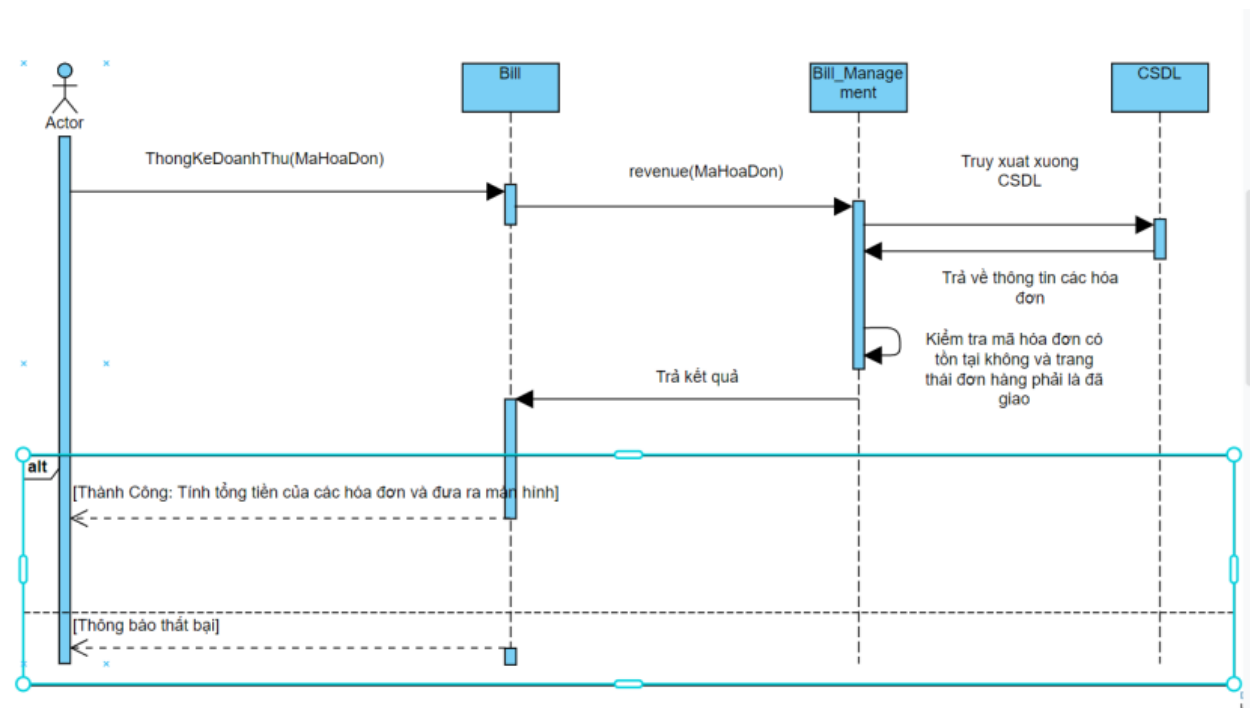 Actor
Bill
Bill_Manage
ment
CSDL
ThongKeDoanhThu(MaHoaDon)
revenue(MaHoaDon)
Truy xuat xuong
CSDL
Trả về thông tin các hóa
đơn
Kiểm tra mã hóa đơn có
tồn tại không và trang
thái đơn hàng phải là đã
giao
Trả kết quả
alt
[Thành Công: Tính tổng tiền của các hóa đơn và đưa ra màn hình]
[Thông báo thất bại]